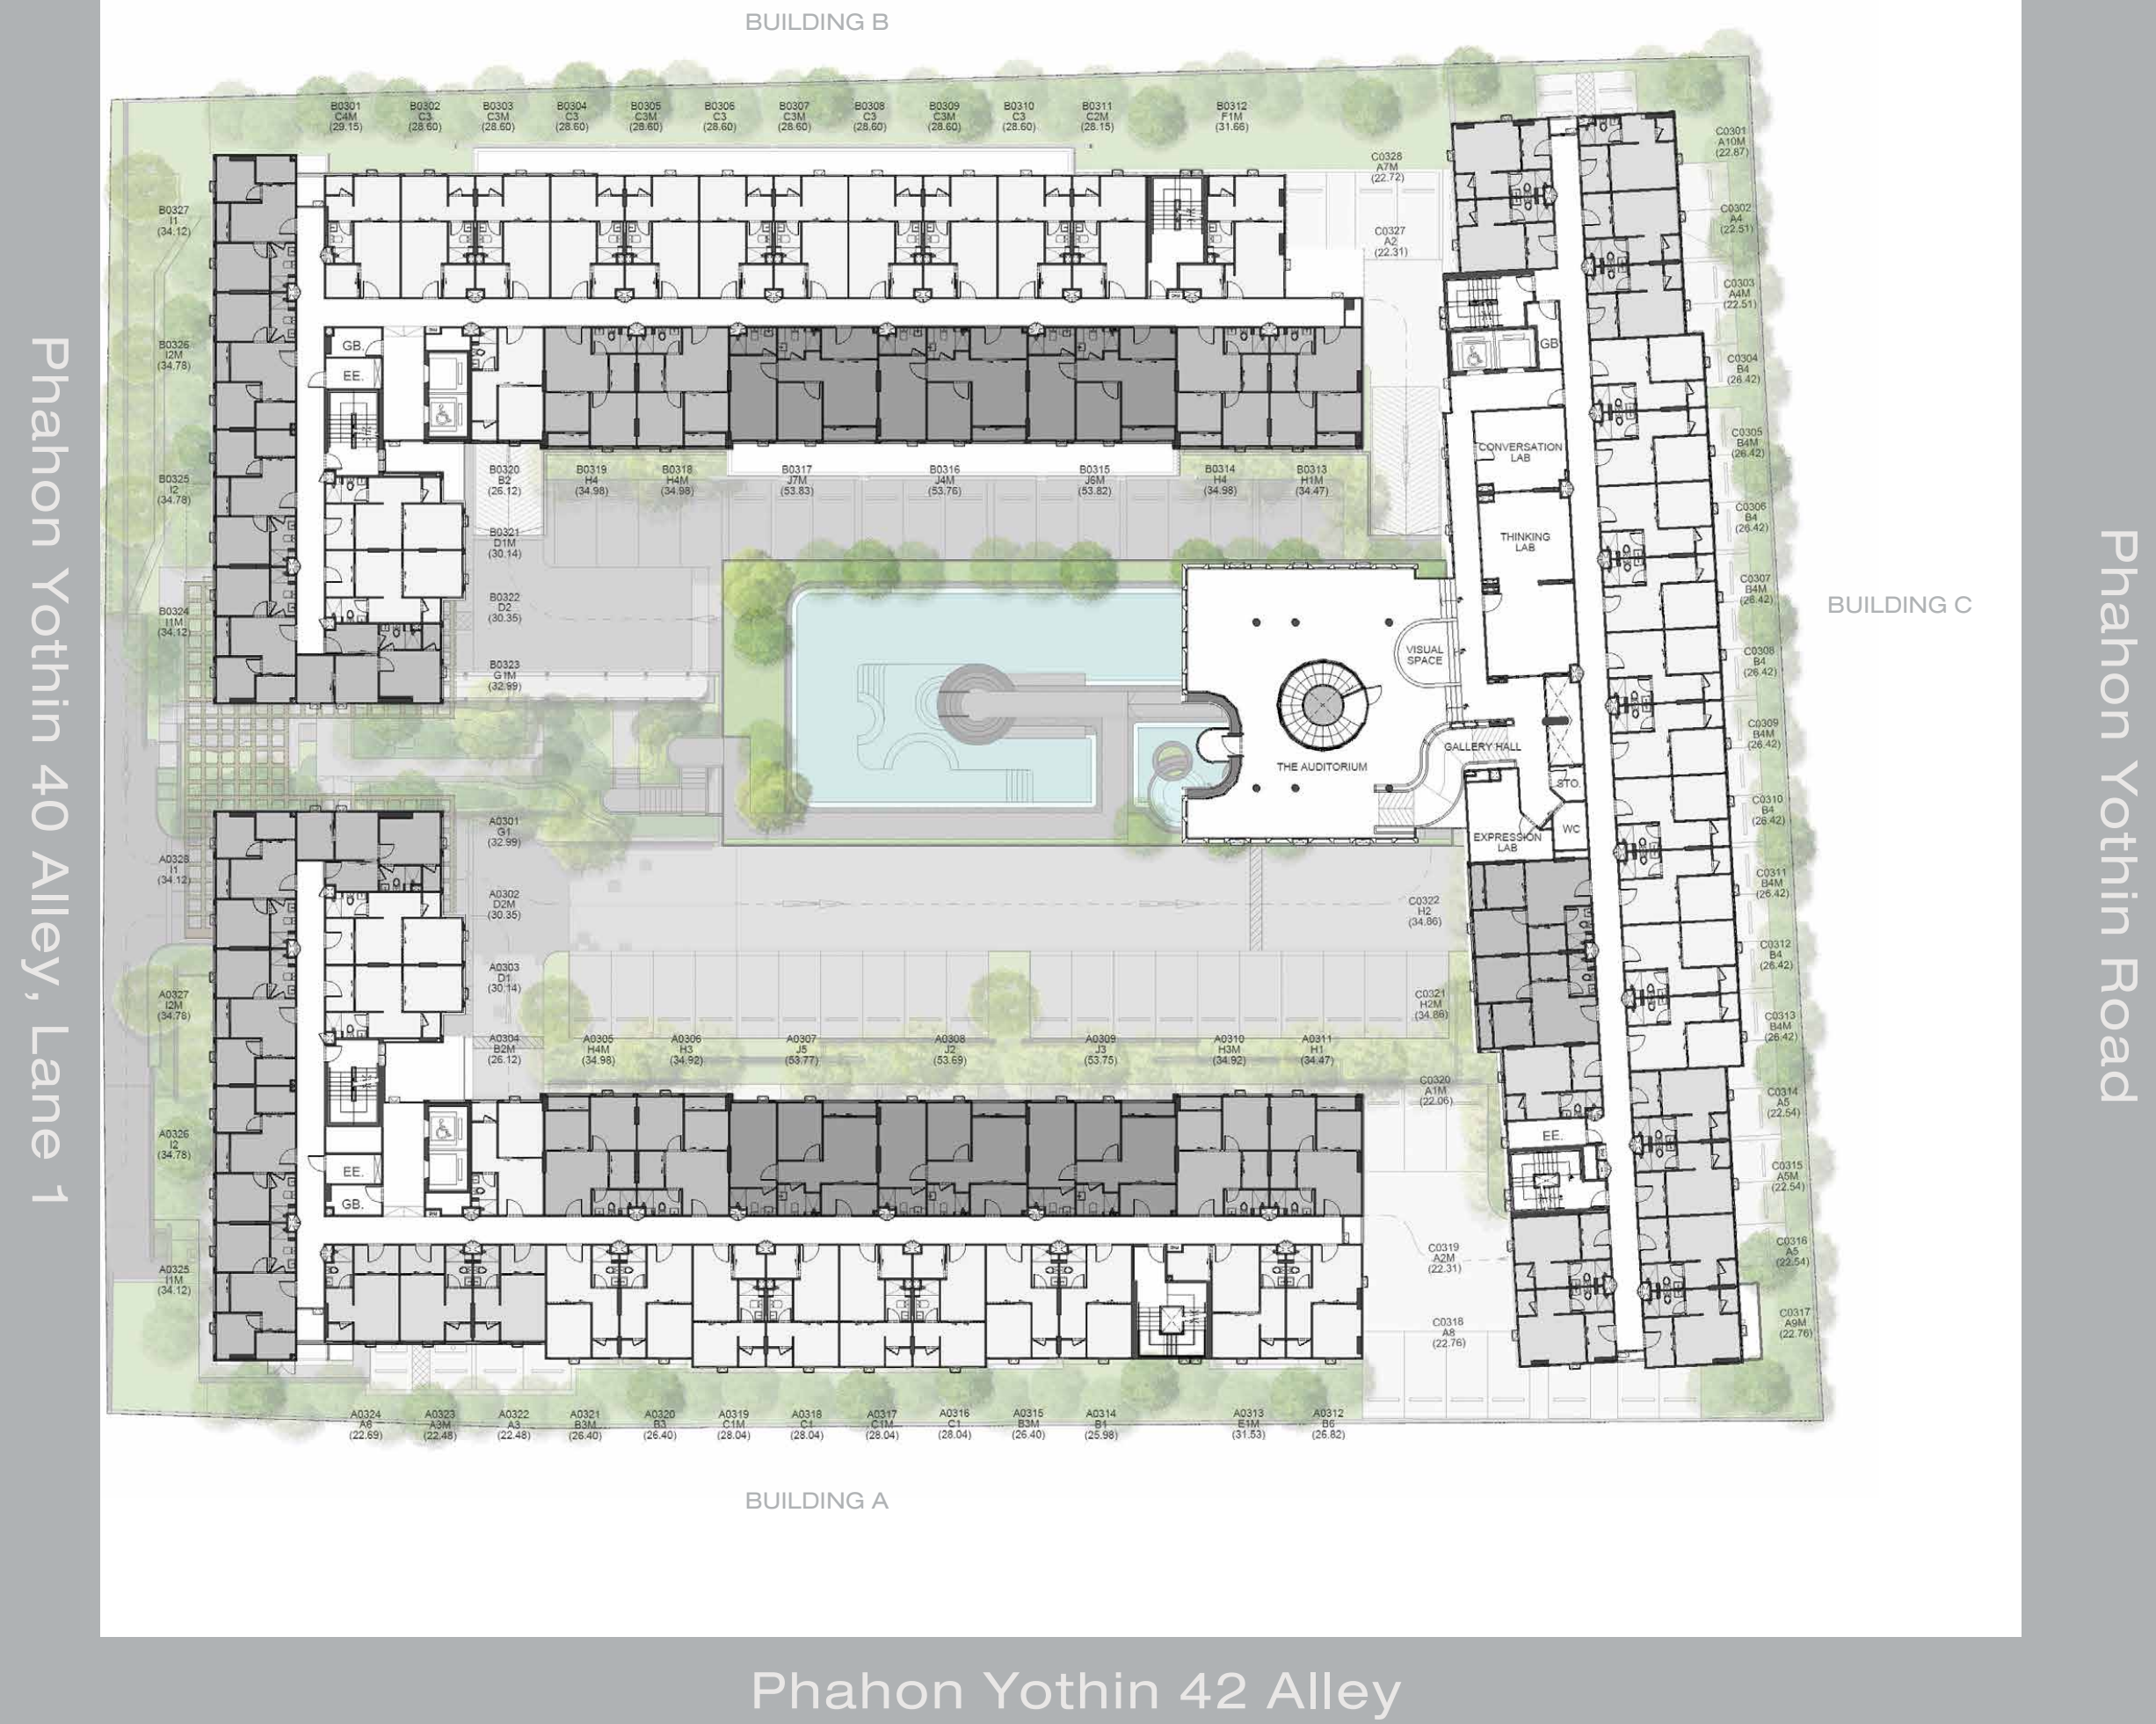 BUILDING B
B0301
C4M
(29.15)
B0302
C3
(28.60)
B0303
C3M
(28.60)
B0304
C3
(28.60)
B0305
C3M
(28.60)
B0306
C3
(28.60)
B0307
C3M
(28.60)
B0308
C3
(28.60)
B0309
C3M
(28.60)
B0310
C3
(28.60)
B0311
C2M
(28.15)
B0312
F1M
(31.66)
B0327
I1
(34.12)
B0326
I2M
(34.78)
B0325
I2
(34.78)
B0324
I1M
(34.12)
GB.
EE.
B0320
B2
(26.12)
B0319
H4
(34.98)
B0318
H4M
(34.98)
B0317
J7M
(53.83)
B0316
J4M
(53.76)
B0315
J6M
(53.82)
B0314
H4
(34.98)
B0313
H1M
(34.47)
B0321
D1M
(30.14)
B0322
D2
(30.35)
B0323
G1M
(32.99)
C0328
A7M
(22.72)
C0327
A2
(22.31)
GB
CONVERSATION
LAB
THINKING
LAB
VISUAL
SPACE
GALLERY HALL
THE AUDITORIUM
STO.
WC
EXPRESSION
LAB
C0301
A10M
(22.87)
C0302
A4
(22.51)
C0303
A4M
(22.51)
C0304
B4
(26.42)
C0305
B4M
(26.42)
C0306
B4
(26.42)
C0307
B4M
(26.42)
C0308
B4
(26.42)
C0309
B4M
(26.42)
C0310
B4
(26.42)
C0311
B4M
(26.42)
C0312
B4
(26.42)
C0313
B4M
(26.42)
C0314
A5
(22.54)
C0315
A5M
(22.54)
C0316
A5
(22.54)
C0317
A9M
(22.76)
BUILDING C
C0322
H2
(34.86)
C0321
H2M
(34.86)
C0320
A1M
(22.06)
EE.
C0319
A2M
(22.31)
C0318
A8
(22.76)
A0301
G1
(32.99)
A0302
D2M
(30.35)
A0303
D1
(30.14)
A0304
B2M
(26.12)
A0305
H4M
(34.98)
A0306
H3
(34.92)
A0307
J5
(53.77)
A0308
J2
(53.69)
A0309
J3
(53.75)
A0310
H3M
(34.92)
A0311
H1
(34.47)
A0328
I1
(34.12)
A0327
I2M
(34.78)
A0326
I2
(34.78)
A0325
I1M
(34.12)
EE.
GB.
A0324
A6
(22.69)
A0323
A3M
(22.48)
A0322
A3
(22.48)
A0321
B3M
(26.40)
A0320
B3
(26.40)
A0319
C1M
(28.04)
A0318
C1
(28.04)
A0317
C1M
(28.04)
A0316
C1
(28.04)
A0315
B3M
(26.40)
A0314
B1
(25.98)
A0313
E1M
(31.53)
A0312
B6
(26.82)
BUILDING A
Phahon Yothin 40 Alley, Lane 1
Phahon Yothin Road
Phahon Yothin 42 Alley